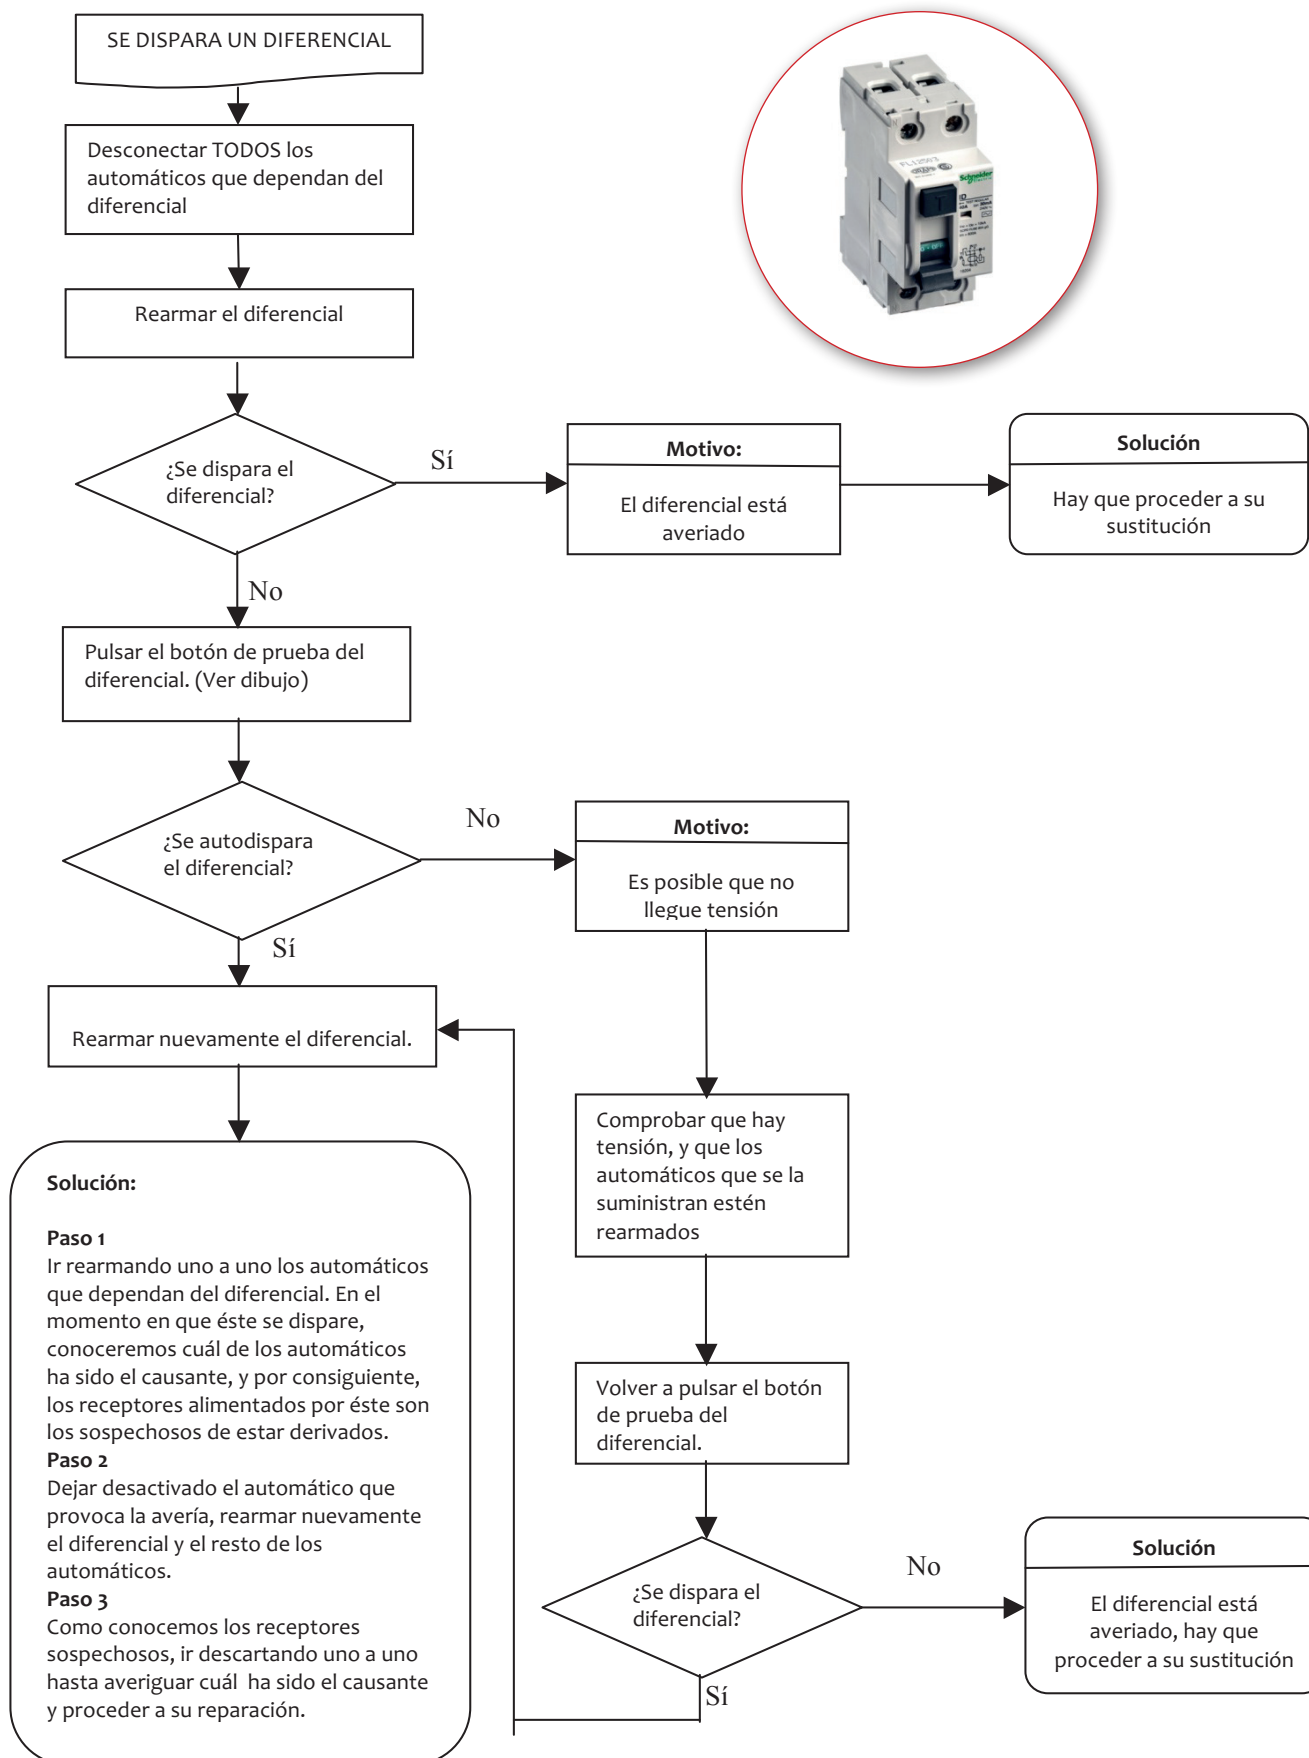 SE DISPARA UN DIFERENCIAL
Desconectar TODOS los
automáticos que dependan del
diferencial
Rearmar el diferencial
¿Se dispara el
diferencial?
Sí
Motivo:
El diferencial está
averiado
Solución
Hay que proceder a su
sustitución
No
Pulsar el botón de prueba del
diferencial. (Ver dibujo)
¿Se autodispara
el diferencial?
No
Motivo:
Es posible que no
llegue tensión
Sí
Rearmar nuevamente el diferencial.
Comprobar que hay
tensión, y que los
automáticos que se la
suministran estén
rearmados
Volver a pulsar el botón
de prueba del
diferencial.
¿Se dispara el
diferencial?
No
Solución
El diferencial está
averiado, hay que
proceder a su sustitución
Sí
Solución:
Paso 1
Ir rearmando uno a uno los automáticos
que dependan del diferencial. En el
momento en que éste se dispare,
conoceremos cuál de los automáticos
ha sido el causante, y por consiguiente,
los receptores alimentados por éste son
los sospechosos de estar derivados.
Paso 2
Dejar desactivado el automático que
provoca la avería, rearmar nuevamente
el diferencial y el resto de los
automáticos.
Paso 3
Como conocemos los receptores
sospechosos, ir descartando uno a uno
hasta averiguar cuál ha sido el causante
y proceder a su reparación.
Schneider
T